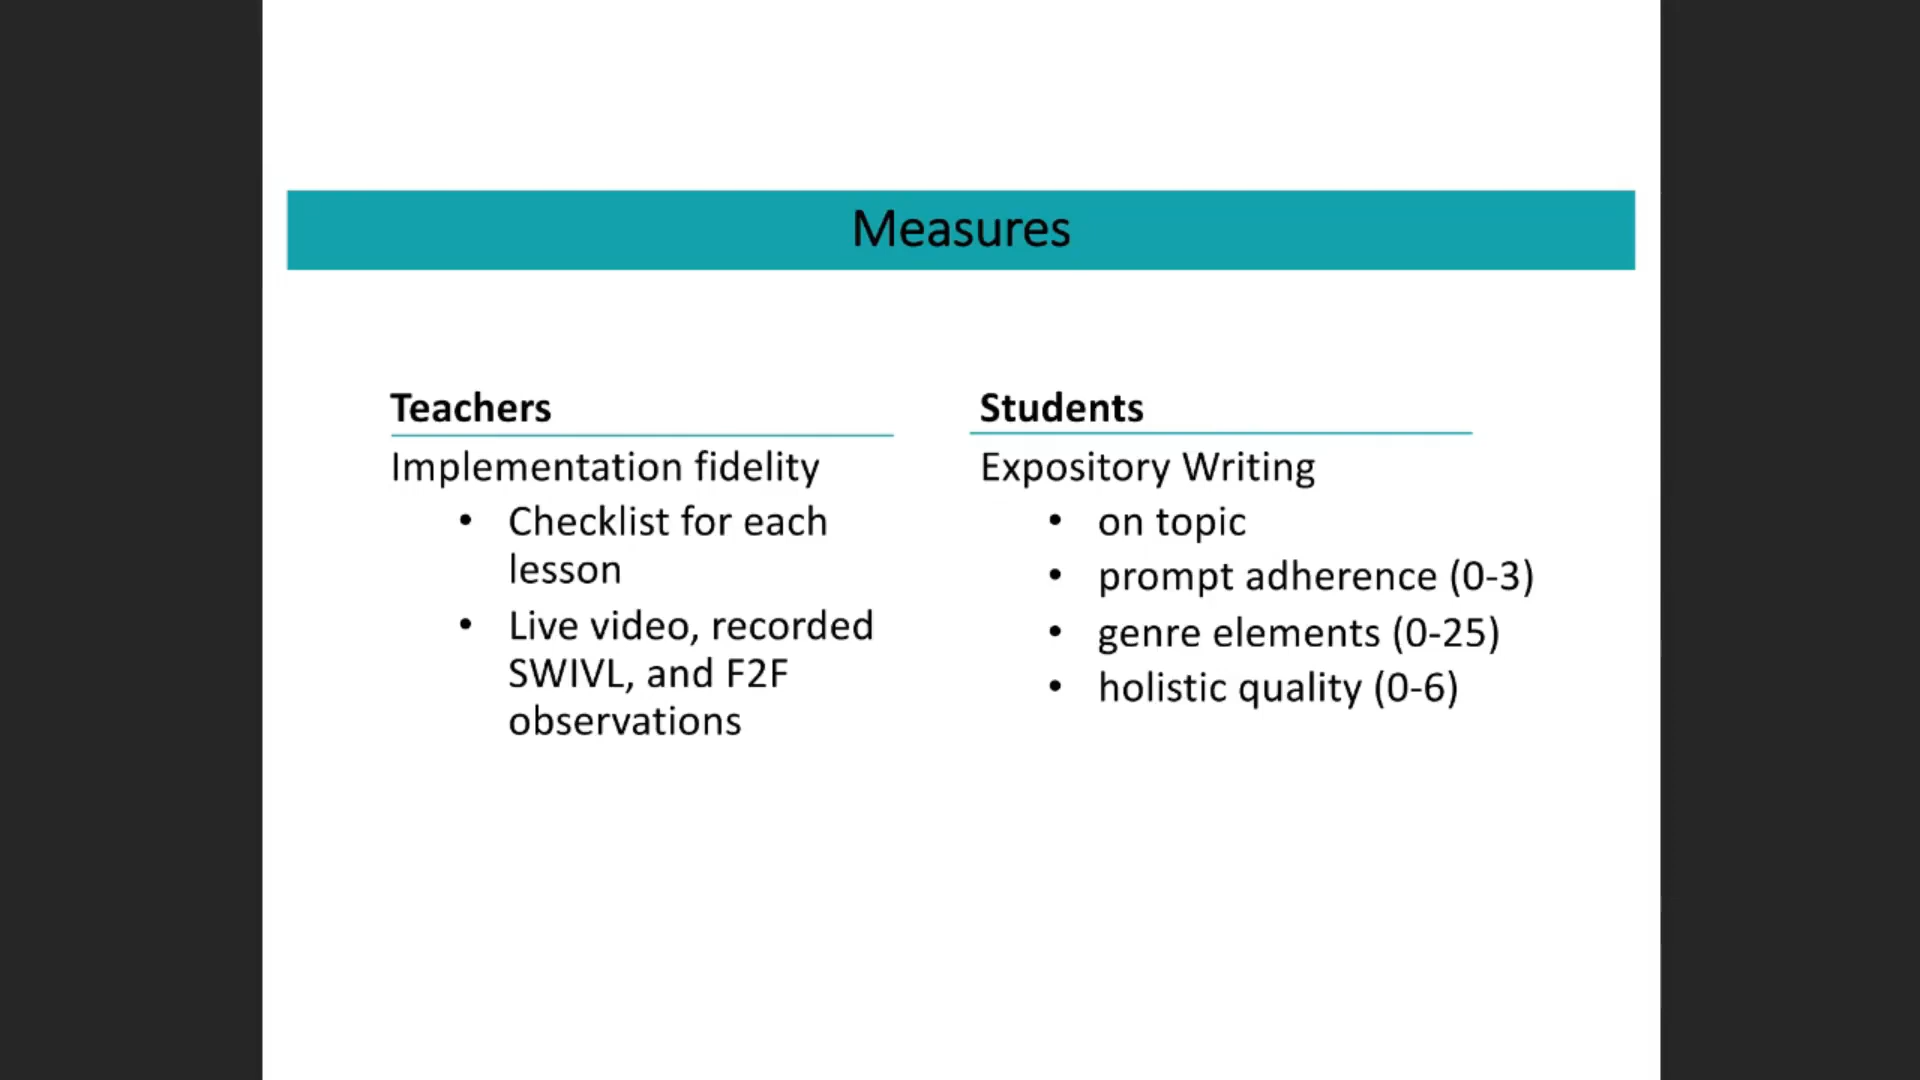 Measures
Teachers
Implementation fidelity
• Checklist for each
lesson
• Live video, recorded
SWIVL, and F2F
observations
Students
Expository Writing
• on topic
• prompt adherence (0-3)
• genre elements (0-25)
• holistic quality (0-6)